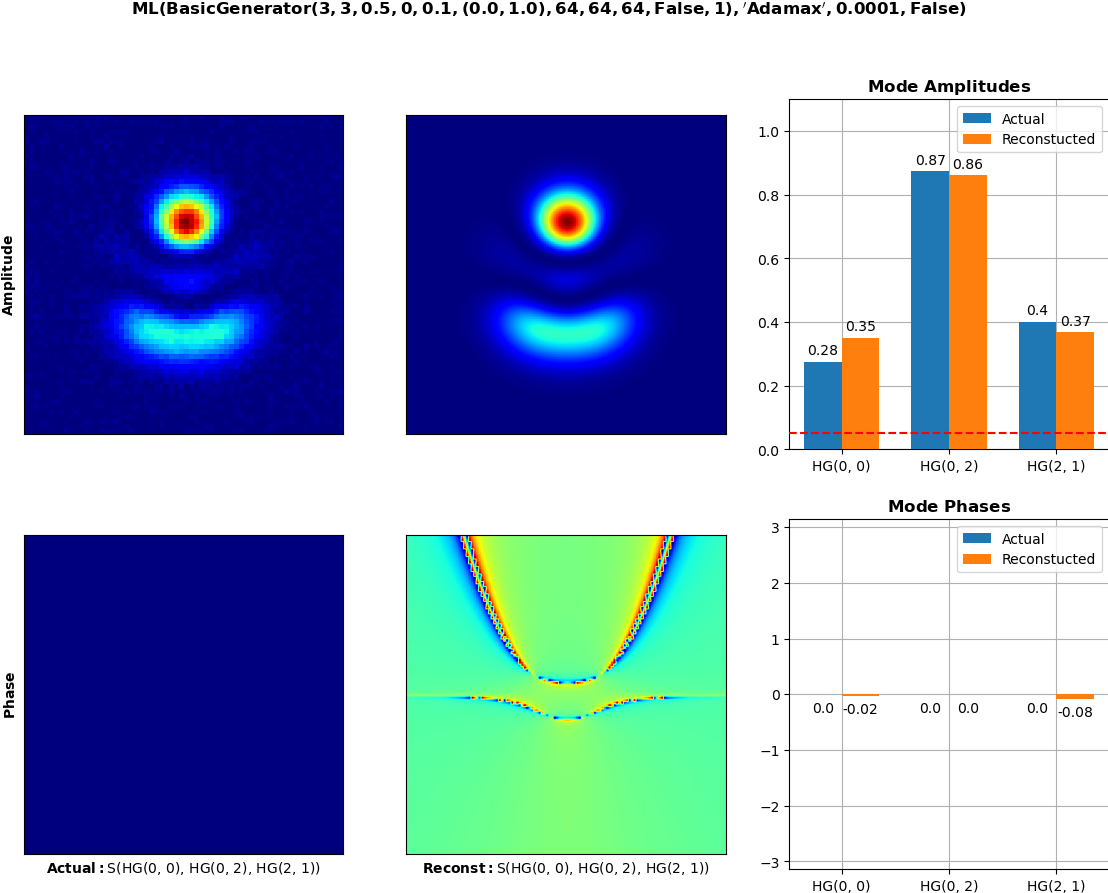 ML(BasicGenerator(3, 3, 0.5, 0, 0.1, (0.0, 1.0), 64, 64, 64, False, 1), ′Adamax′, 0.0001, False)
Amplitude
Mode Amplitudes
Actual
Reconstucted
1.0
0.8
0.6
0.4
0.2
0.0
0.28
0.35
0.87
0.86
0.4
0.37
HG(0, 0)
HG(0, 2)
HG(2, 1)
Phase
Actual: S(HG(0, 0), HG(0, 2), HG(2, 1))
Reconst: S(HG(0, 0), HG(0, 2), HG(2, 1))
Mode Phases
Actual
Reconstucted
3
2
1
0
−1
−2
−3
0.0
-0.02
0.0
0.0
0.0
-0.08
HG(0, 0)
HG(0, 2)
HG(2, 1)